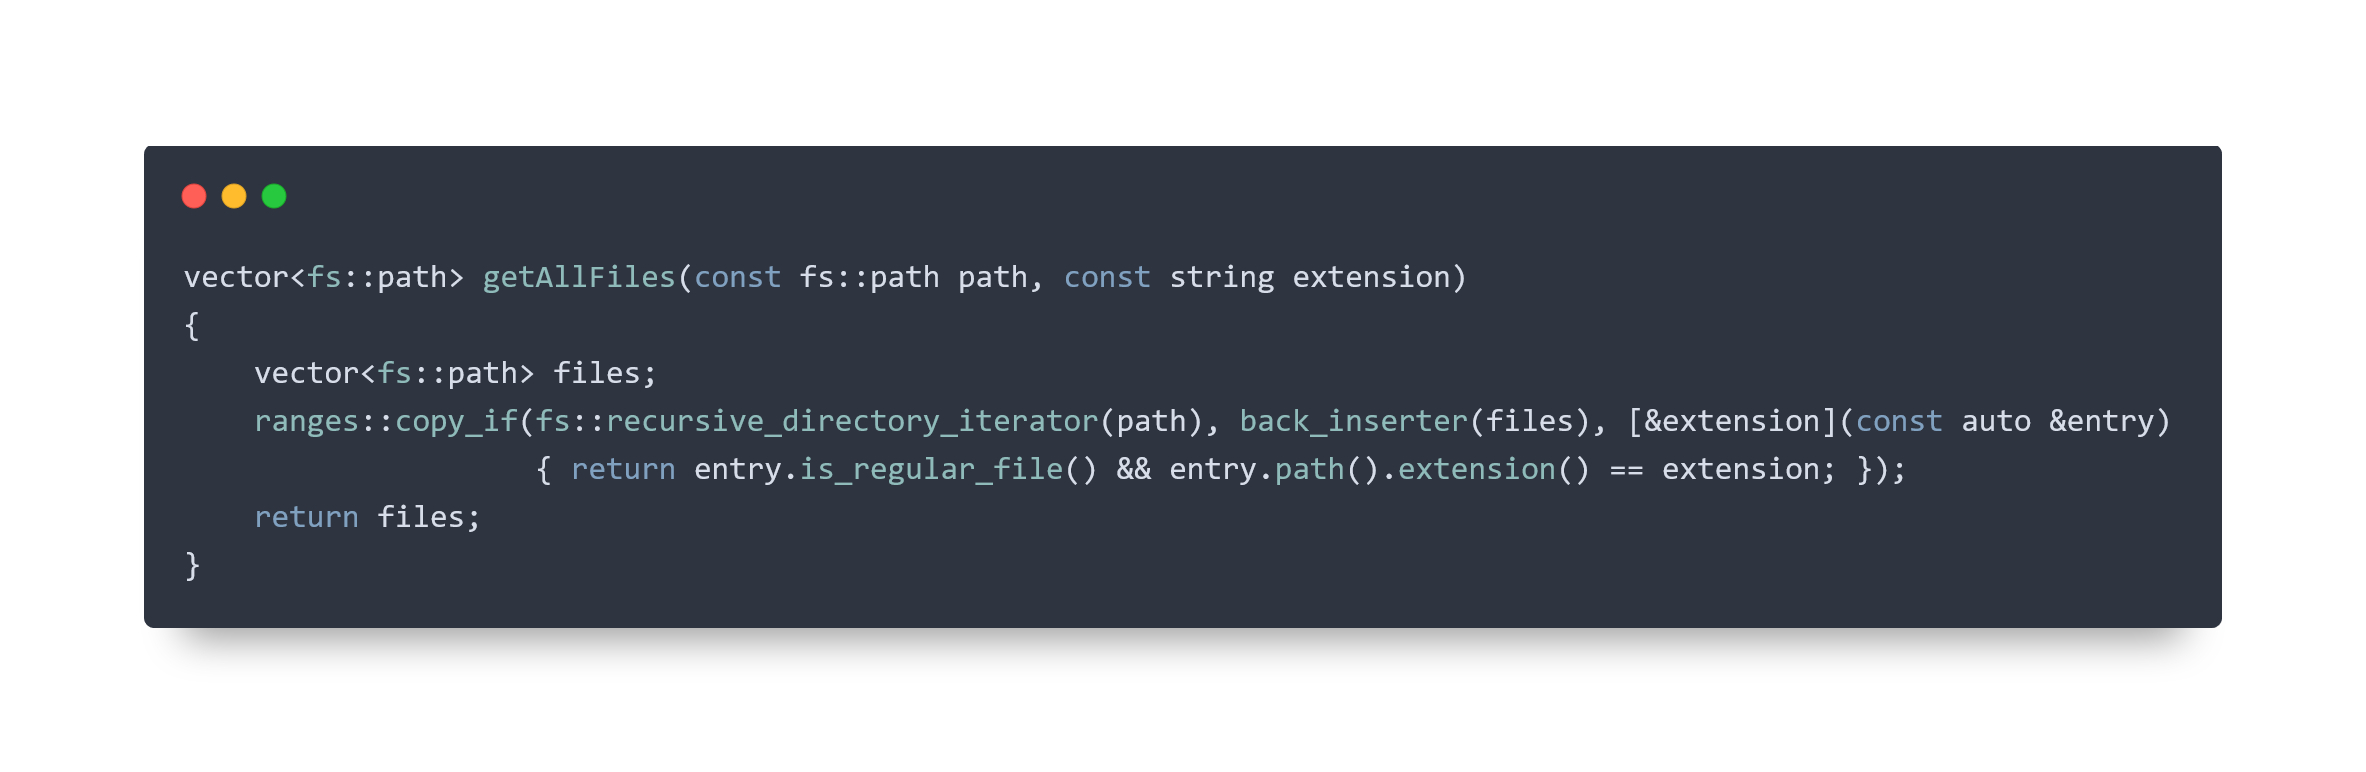 vector<fs::path> getAllFiles(const fs::path path, const string extension)
{
    vector<fs::path> files;
    ranges::copy_if(fs::recursive_directory_iterator(path), back_inserter(files), [&extension](const auto &entry)
                    { return entry.is_regular_file() && entry.path().extension() == extension; });
    return files;
}